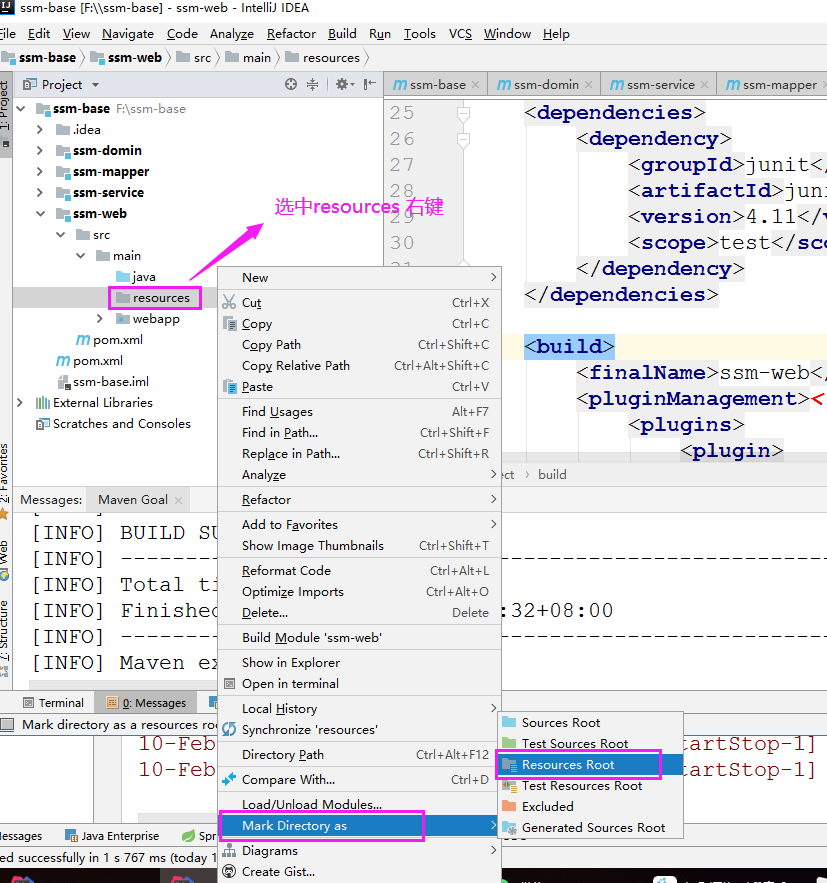 ssm-base [F:\\ssm-base] - ssm-web - IntelliJ IDEA
File Edit View Navigate Code Analyze Refactor Build Run Tools VCS Window Help
ssm-base ssm-web src main resources
Project
ssm-base ssm-domin ssm-service ssm-mapper
1: Project
ssm-base F:\ssm-base
.idea
ssm-domin
ssm-mapper
ssm-service
ssm-web
src
main
java
resources
webapp
pom.xml
pom.xml
ssm-base.iml
External Libraries
Scratches and Consoles
选中resources 右键
25 <dependencies>
26 <dependency>
27 <groupId>junit</
28 <artifactId>juni
29 <version>4.11</v
30 <scope>test</sco
31 </dependency>
</dependencies>
<build>
<finalName>ssm-web</
<pluginManagement><
<plugins>
<plugin>
ect build
New
Cut Ctrl+X
Copy Ctrl+C
Copy Path Ctrl+Shift+C
Copy Relative Path Ctrl+Alt+Shift+C
Paste Ctrl+V
Find Usages Alt+F7
Find in Path... Ctrl+Shift+F
Replace in Path... Ctrl+Shift+R
Analyze
Refactor
Add to Favorites
Show Image Thumbnails Ctrl+Shift+T
Reformat Code Ctrl+Alt+L
Optimize Imports Ctrl+Alt+O
Delete... Delete
Build Module 'ssm-web'
Show in Explorer
Open in terminal
Local History
Synchronize 'resources'
Directory Path Ctrl+Alt+F12
Compare With... Ctrl+D
Load/Unload Modules...
Mark Directory as
Diagrams
Create Gist...
Sources Root
Test Sources Root
Resources Root
Test Resources Root
Excluded
Generated Sources Root
2: Favorites
Web
7: Structure
Messages: Maven Goal
[INFO] BUILD SU
[INFO] ------------------------
[INFO] Total ti
[INFO] Finished :32+08:00
[INFO] ------------------------
[INFO] Maven ex
Terminal 0: Messages
Mark directory as a resources roo
10-Feb artStop-1]
10-Feb artStop-1]
Messages Java Enterprise Spr
ed successfully in 1 s 767 ms (today 1